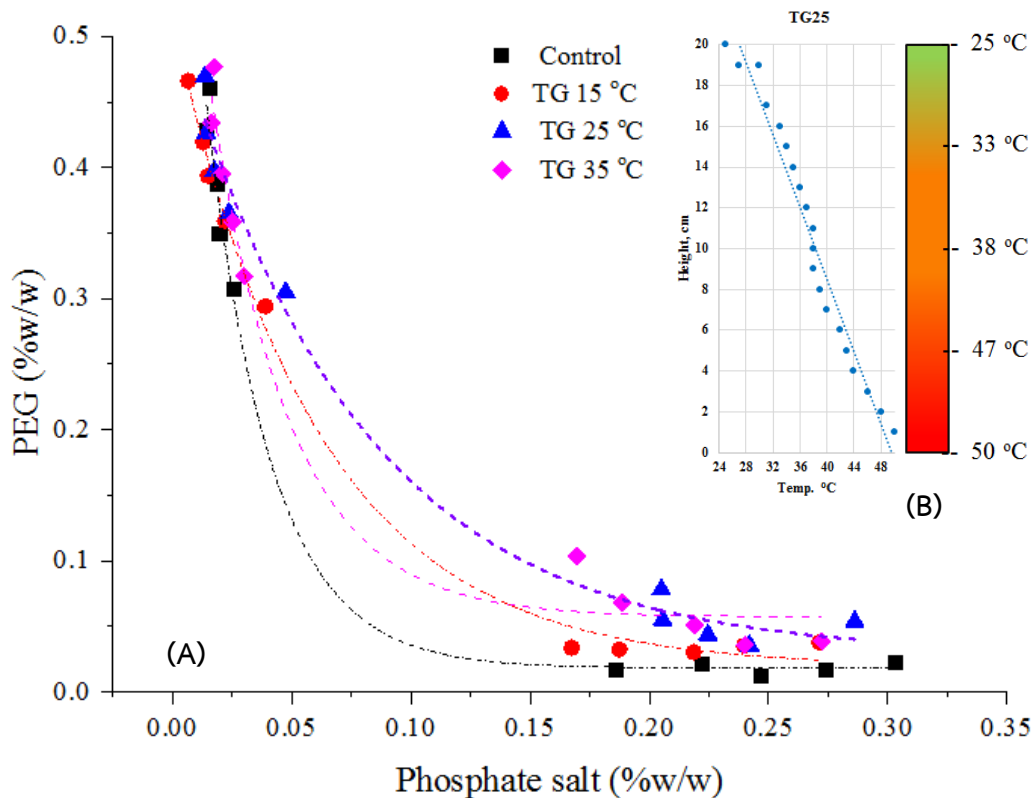 0.5
0.4
0.3
0.2
0.1
0.0
PEG (%w/w)
0.00 0.05 0.10 0.15 0.20 0.25 0.30 0.35
Phosphate salt (%w/w)
Control
TG 15 °C
TG 25 °C
TG 35 °C
(A)
TG25
20
18
16
14
12
10
8
6
4
2
0
Height, cm
24 28 32 36 40 44 48
Temp. °C
25 °C
33 °C
38 °C
47 °C
50 °C
(B)